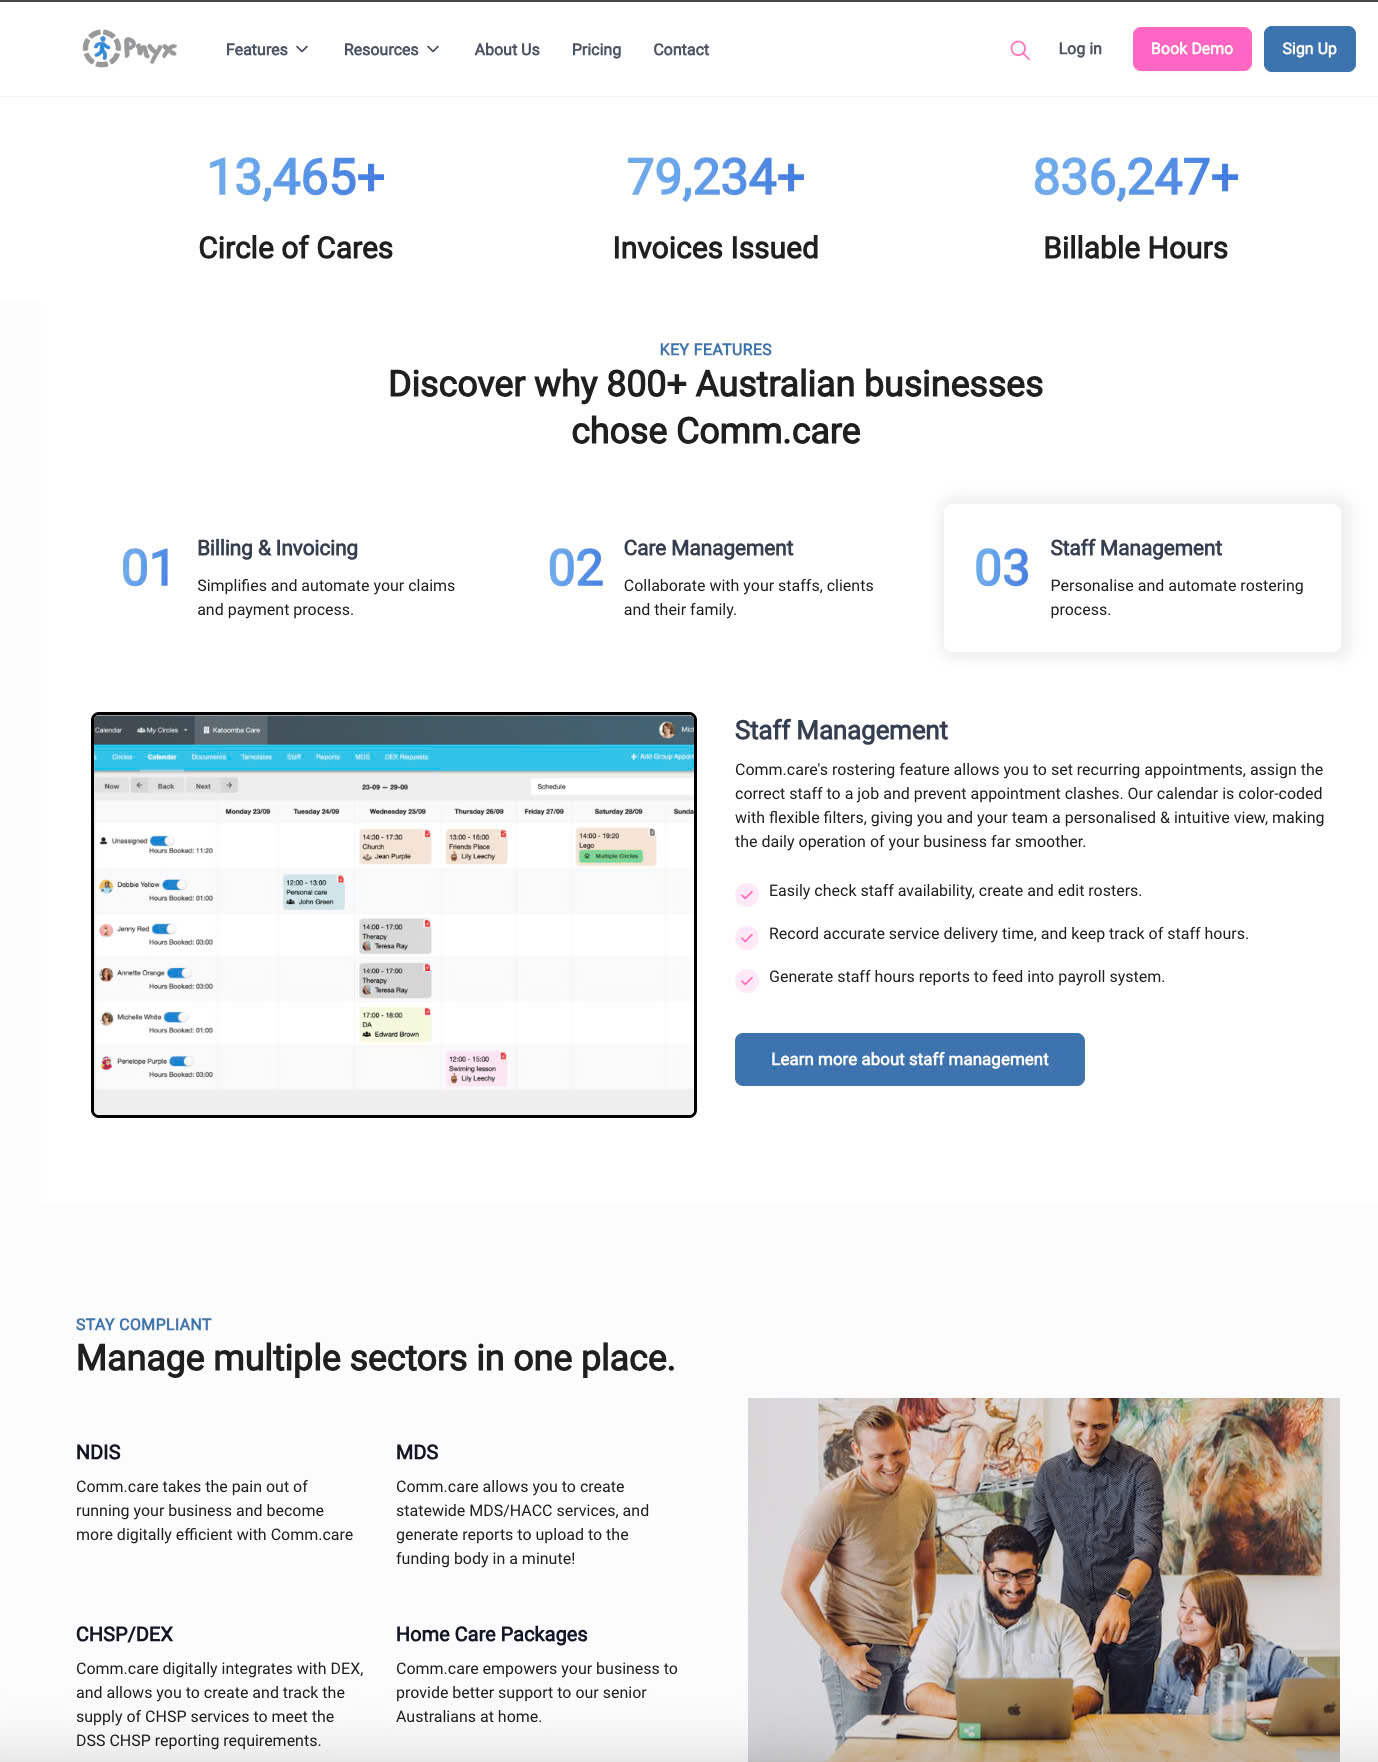 Pnyx
Features
Resources
About Us
Pricing
Contact
Log in
Book Demo
Sign Up
13,465+
79,234+
836,247+
Circle of Cares
Invoices Issued
Billable Hours
KEY FEATURES
Discover why 800+ Australian businesses
chose Comm.care
01
Billing & Invoicing
Simplifies and automate your claims
and payment process.
02
Care Management
Collaborate with your staffs, clients
and their family.
03
Staff Management
Personalise and automate rostering
process.
Calendar My Circles Katoomba Care
Circles Calendar Documents Templates Staff Reports MDS DEX Requests Add Group
Now Back Next 23-09 — 29-09 Schedule
Monday 23/09 Tuesday 24/09 Wednesday 25/09 Thursday 26/09 Friday 27/09 Saturday 28/09
Unassigned
Hours Booked: 11:20
14:30 - 17:30
Church
Jean Purple
13:00 - 16:00
Friends Place
Lily Leechy
14:00 - 19:20
Lego
Multiple Circles
Debbie Yellow
Hours Booked: 01:00
12:00 - 13:00
Personal care
John Green
Jenny Red
Hours Booked: 03:00
14:00 - 17:00
Therapy
Teresa Ray
Annette Orange
Hours Booked: 03:00
14:00 - 17:00
Therapy
Teresa Ray
Michelle White
Hours Booked: 01:00
17:00 - 18:00
DA
Edward Brown
Penelope Purple
Hours Booked: 03:00
12:00 - 15:00
Swiming lesson
Lily Leechy
Staff Management
Comm.care's rostering feature allows you to set recurring appointments, assign the
correct staff to a job and prevent appointment clashes. Our calendar is color-coded
with flexible filters, giving you and your team a personalised & intuitive view, making
the daily operation of your business far smoother.
Easily check staff availability, create and edit rosters.
Record accurate service delivery time, and keep track of staff hours.
Generate staff hours reports to feed into payroll system.
Learn more about staff management
STAY COMPLIANT
Manage multiple sectors in one place.
NDIS
Comm.care takes the pain out of
running your business and become
more digitally efficient with Comm.care
MDS
Comm.care allows you to create
statewide MDS/HACC services, and
generate reports to upload to the
funding body in a minute!
CHSP/DEX
Comm.care digitally integrates with DEX,
and allows you to create and track the
supply of CHSP services to meet the
DSS CHSP reporting requirements.
Home Care Packages
Comm.care empowers your business to
provide better support to our senior
Australians at home.